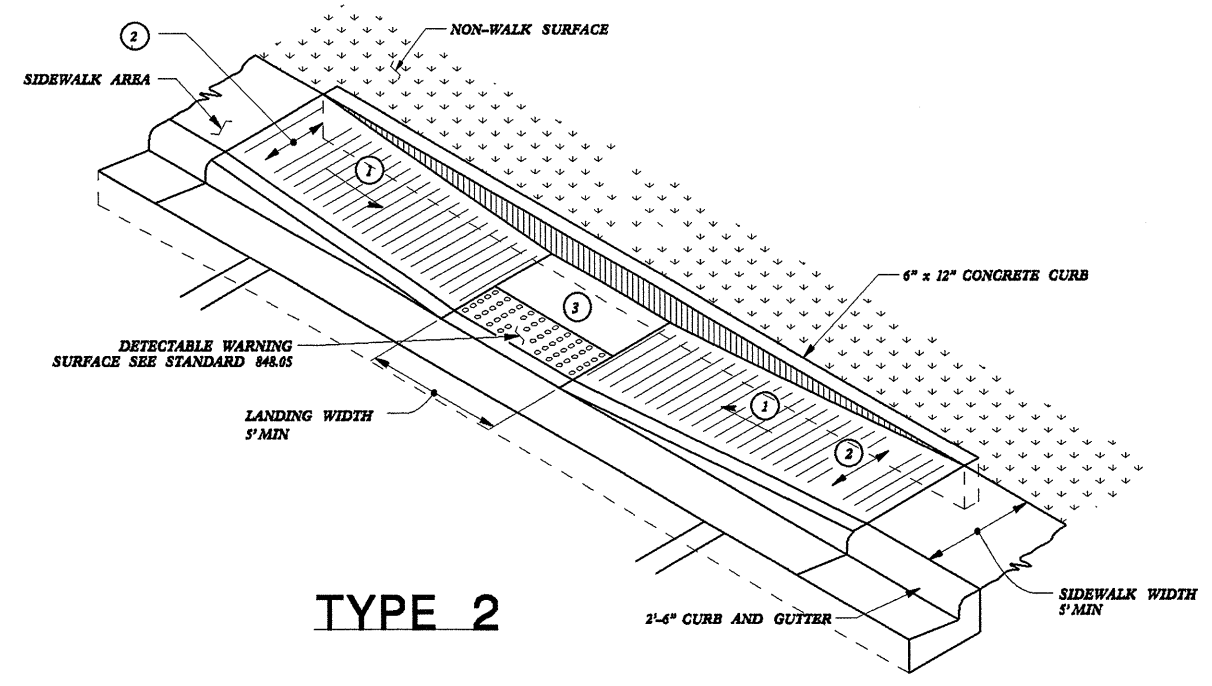 2
NON-WALK SURFACE
SIDEWALK AREA
1
6" x 12" CONCRETE CURB
3
DETECTABLE WARNING
SURFACE SEE STANDARD 848.05
1
LANDING WIDTH
5' MIN
2
SIDEWALK WIDTH
5' MIN
TYPE 2
2'-6" CURB AND GUTTER